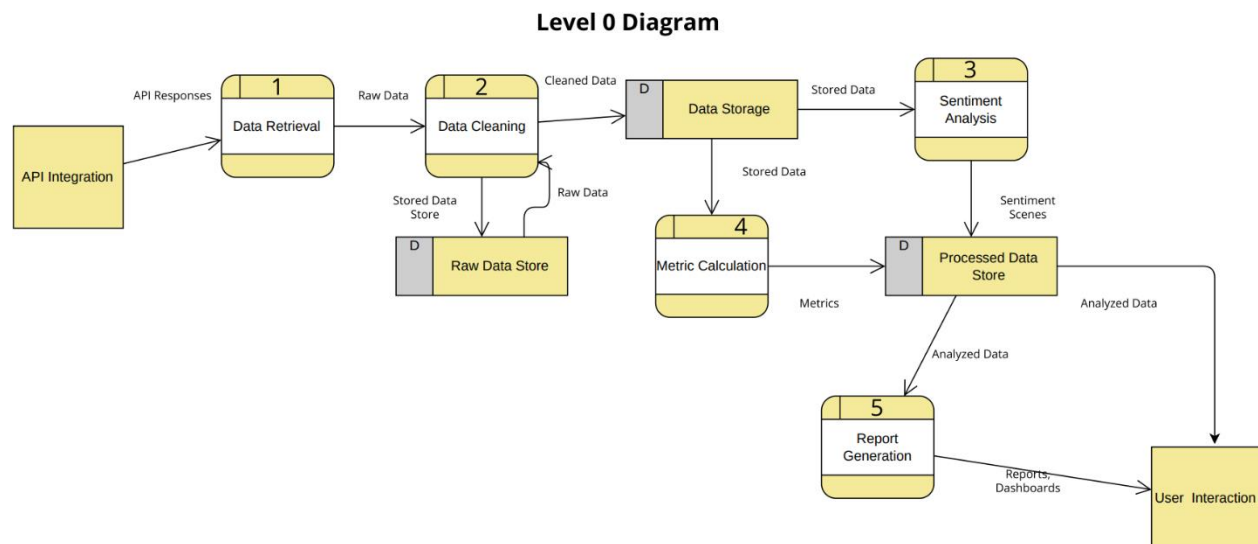 Level 0 Diagram
1
2
3
API Responses
Raw Data
Cleaned Data
Stored Data
Data Retrieval
Data Cleaning
D
Data Storage
Sentiment
Analysis
API Integration
Stored Data
Store
Raw Data
Stored Data
Sentiment
Scenes
D
Raw Data Store
4
Metric Calculation
D
Processed Data
Store
Metrics
Analyzed Data
Analyzed Data
5
Report
Generation
Reports,
Dashboards
User Interaction